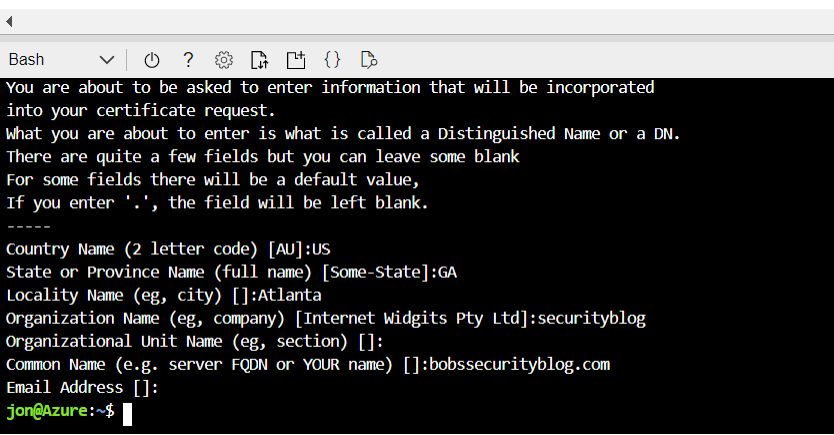 Bash
?
{}
You are about to be asked to enter information that will be incorporated
into your certificate request.
What you are about to enter is what is called a Distinguished Name or a DN.
There are quite a few fields but you can leave some blank
For some fields there will be a default value,
If you enter '.', the field will be left blank.
-----
Country Name (2 letter code) [AU]:US
State or Province Name (full name) [Some-State]:GA
Locality Name (eg, city) []:Atlanta
Organization Name (eg, company) [Internet Widgits Pty Ltd]:securityblog
Organizational Unit Name (eg, section) []:
Common Name (e.g. server FQDN or YOUR name) []:bobssecurityblog.com
Email Address []:
jon@Azure:~$